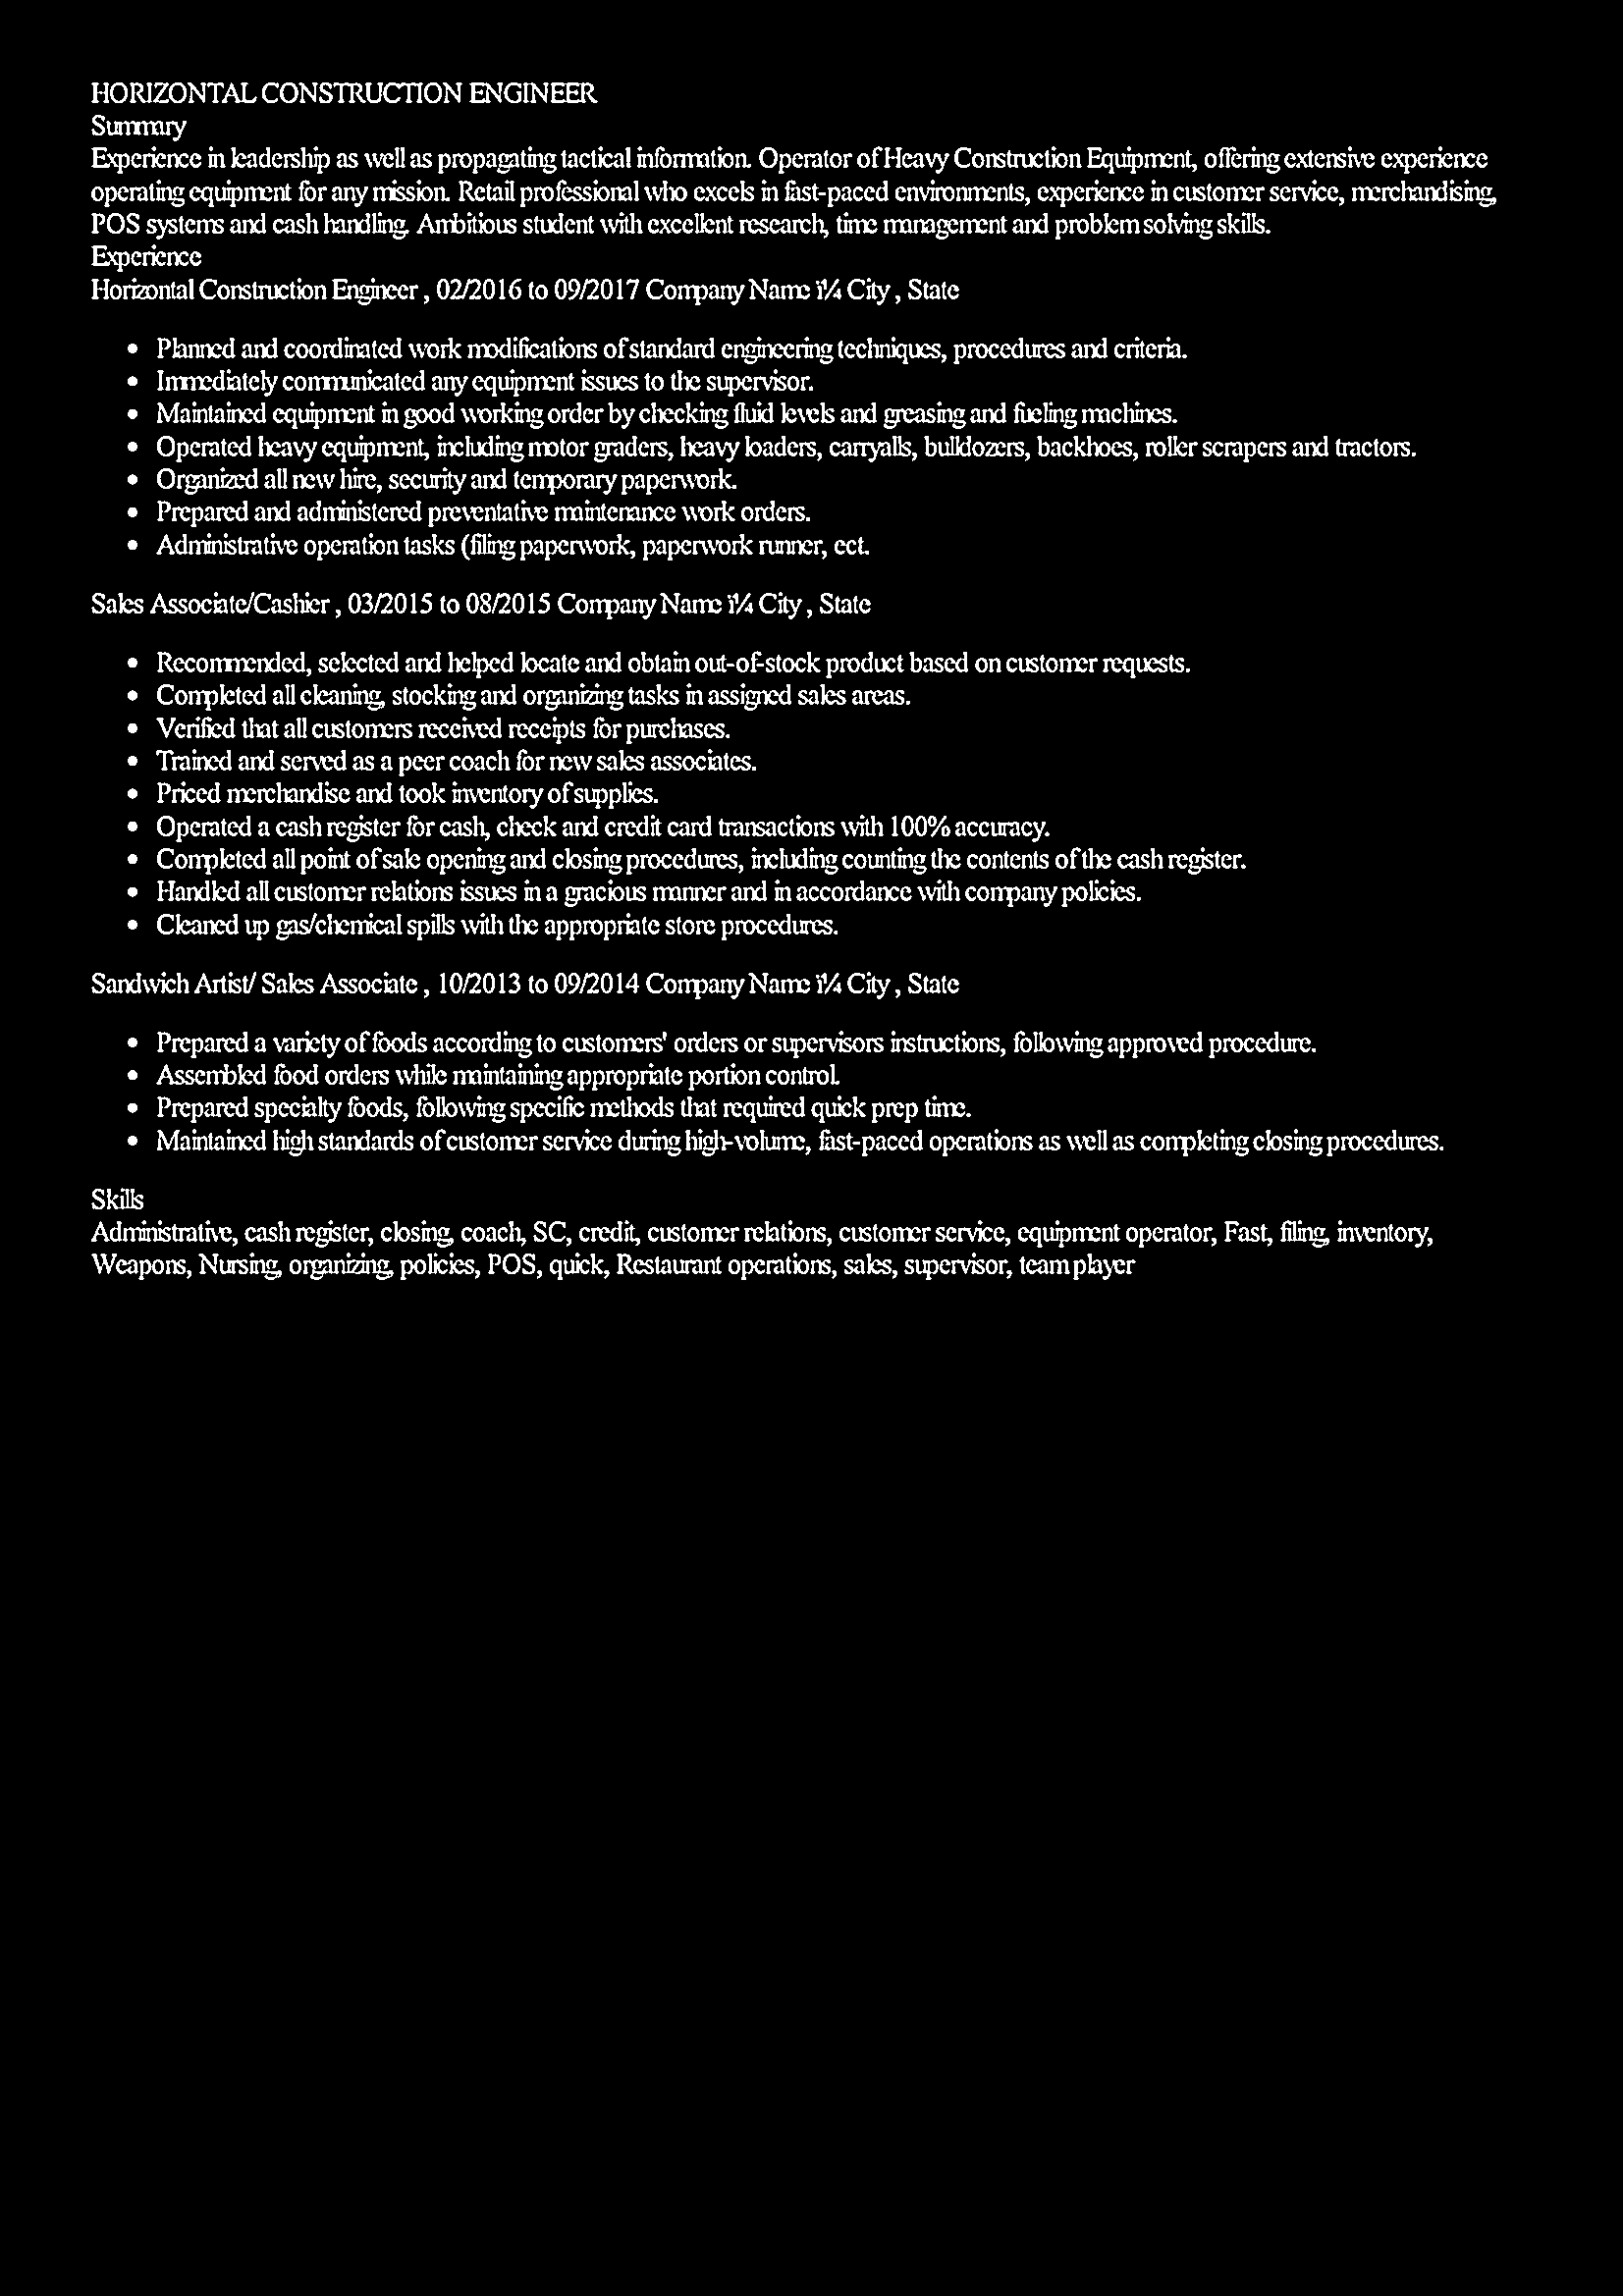 HORIZONTAL CONSTRUCTION ENGINEER
Summary
Experience in leadership as well as propagating tactical information. Operator of Heavy Construction Equipment, offering extensive experience
operating equipment for any mission. Retail professional who excels in fast-paced environments, experience in customer service, merchandising,
POS systems and cash handling. Ambitious student with excellent research, time management and problem solving skills.
Experience
Horizontal Construction Engineer , 02/2016 to 09/2017 Company Name ï¼ City , State
• Planned and coordinated work modifications of standard engineering techniques, procedures and criteria.
• Immediately communicated any equipment issues to the supervisor.
• Maintained equipment in good working order by checking fluid levels and greasing and fueling machines.
• Operated heavy equipment, including motor graders, heavy loaders, carryalls, bulldozers, backhoes, roller scrapers and tractors.
• Organized all new hire, security and temporary paperwork.
• Prepared and administered preventative maintenance work orders.
• Administrative operation tasks (filing paperwork, paperwork runner, ect.
Sales Associate/Cashier , 03/2015 to 08/2015 Company Name ï¼ City , State
• Recommended, selected and helped locate and obtain out-of-stock product based on customer requests.
• Completed all cleaning, stocking and organizing tasks in assigned sales areas.
• Verified that all customers received receipts for purchases.
• Trained and served as a peer coach for new sales associates.
• Priced merchandise and took inventory of supplies.
• Operated a cash register for cash, check and credit card transactions with 100% accuracy.
• Completed all point of sale opening and closing procedures, including counting the contents of the cash register.
• Handled all customer relations issues in a gracious manner and in accordance with company policies.
• Cleaned up gas/chemical spills with the appropriate store procedures.
Sandwich Artist/ Sales Associate , 10/2013 to 09/2014 Company Name ï¼ City , State
• Prepared a variety of foods according to customers' orders or supervisors instructions, following approved procedure.
• Assembled food orders while maintaining appropriate portion control.
• Prepared specialty foods, following specific methods that required quick prep time.
• Maintained high standards of customer service during high-volume, fast-paced operations as well as completing closing procedures.
Skills
Administrative, cash register, closing, coach, SC, credit, customer relations, customer service, equipment operator, Fast, filing, inventory,
Weapons, Nursing, organizing, policies, POS, quick, Restaurant operations, sales, supervisor, team player